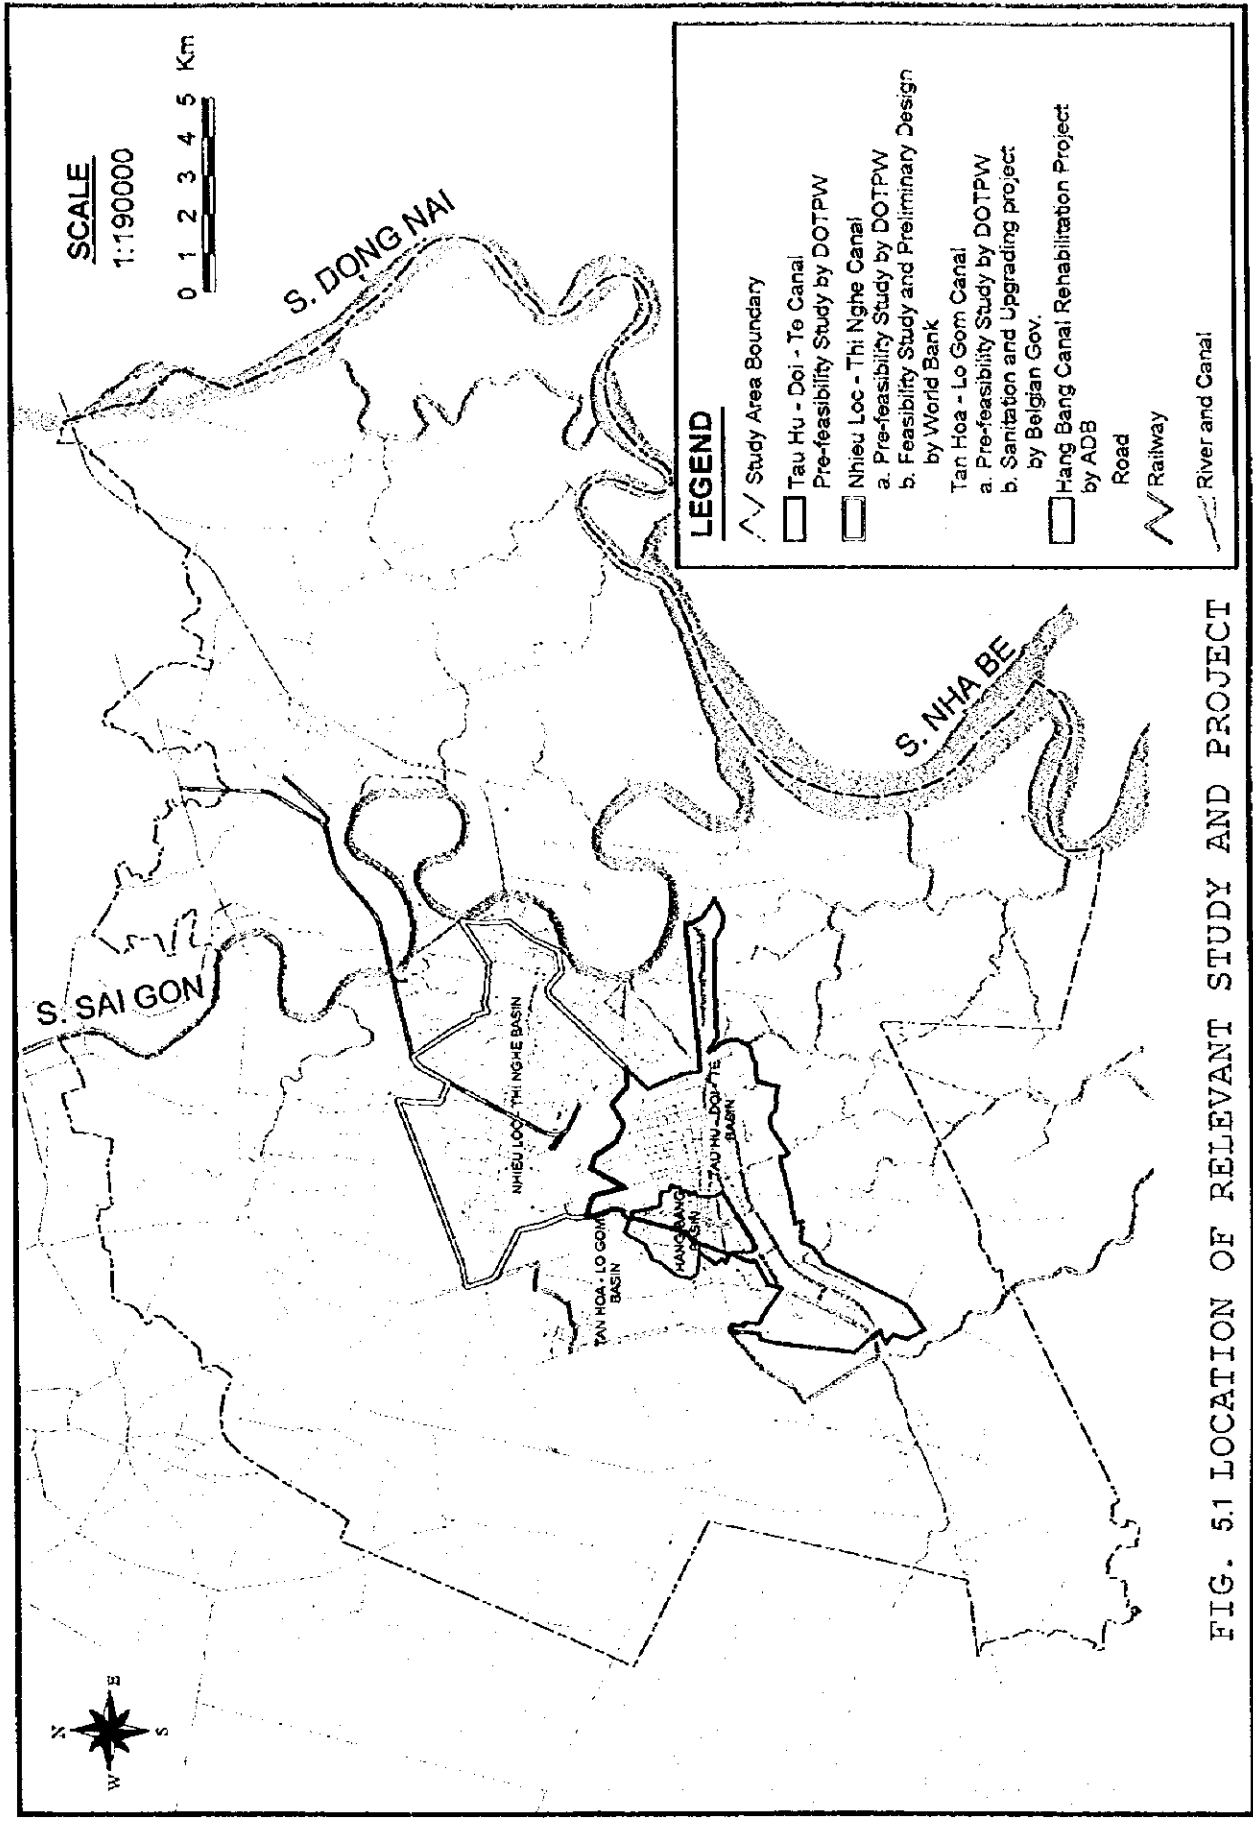 N
W
E
S
SCALE
1:190000
0 1 2 3 4 5 Km
S. SAI GON
S. DONG NAI
S. NHA BE
NHIEU LOC - THI NGHE BASIN
TAN HOA - LO GOM
BASIN
HANG BANG
BASIN
TAU HU - DOI - TE
BASIN
LEGEND
Study Area Boundary
Tau Hu - Doi - Te Canal
Pre-feasibility Study by DOTPW
Nhieu Loc - Thi Nghe Canal
a. Pre-feasibility Study by DOTPW
b. Feasibility Study and Preliminary Design
by World Bank
Tan Hoa - Lo Gom Canal
a. Pre-feasibility Study by DOTPW
b. Sanitation and Upgrading project
by Belgian Gov.
Hang Bang Canal Rehabilitation Project
by ADB
Road
Railway
River and Canal
FIG. 5.1 LOCATION OF RELEVANT STUDY AND PROJECT